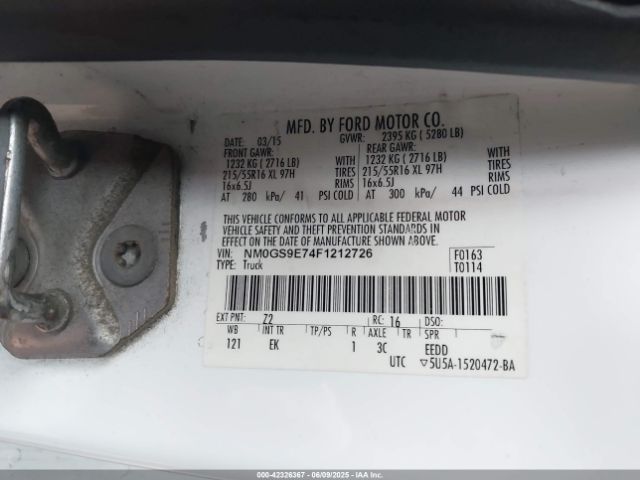 MFD. BY FORD MOTOR CO.
DATE: 03/15 GVWR: 2395 KG ( 5280 LB)
FRONT GAWR: REAR GAWR:
1232 KG (2716 LB) WITH 1232 KG (2716 LB) WITH
215/55R16 XL 97H TIRES 215/55R16 XL 97H TIRES
16x6.5J RIMS 16x6.5J RIMS
AT 280 kPa/ 41 PSI COLD AT 300 kPa/ 44 PSI COLD
THIS VEHICLE CONFORMS TO ALL APPLICABLE FEDERAL MOTOR
VEHICLE SAFETY AND THEFT PREVENTION STANDARDS IN
EFFECT ON THE DATE OF MANUFACTURE SHOWN ABOVE.
VIN: NM0GS9E74F1212726 F0163
TYPE: Truck T0114
EXT PNT: Z2 RC: 16 DSO:
WB INT TR TP/PS R AXLE TR SPR
121 EK 1 3C EEDD
UTC ▽5U5A-1520472-BA
000-42326367 - 06/09/2025 - IAAI.COM